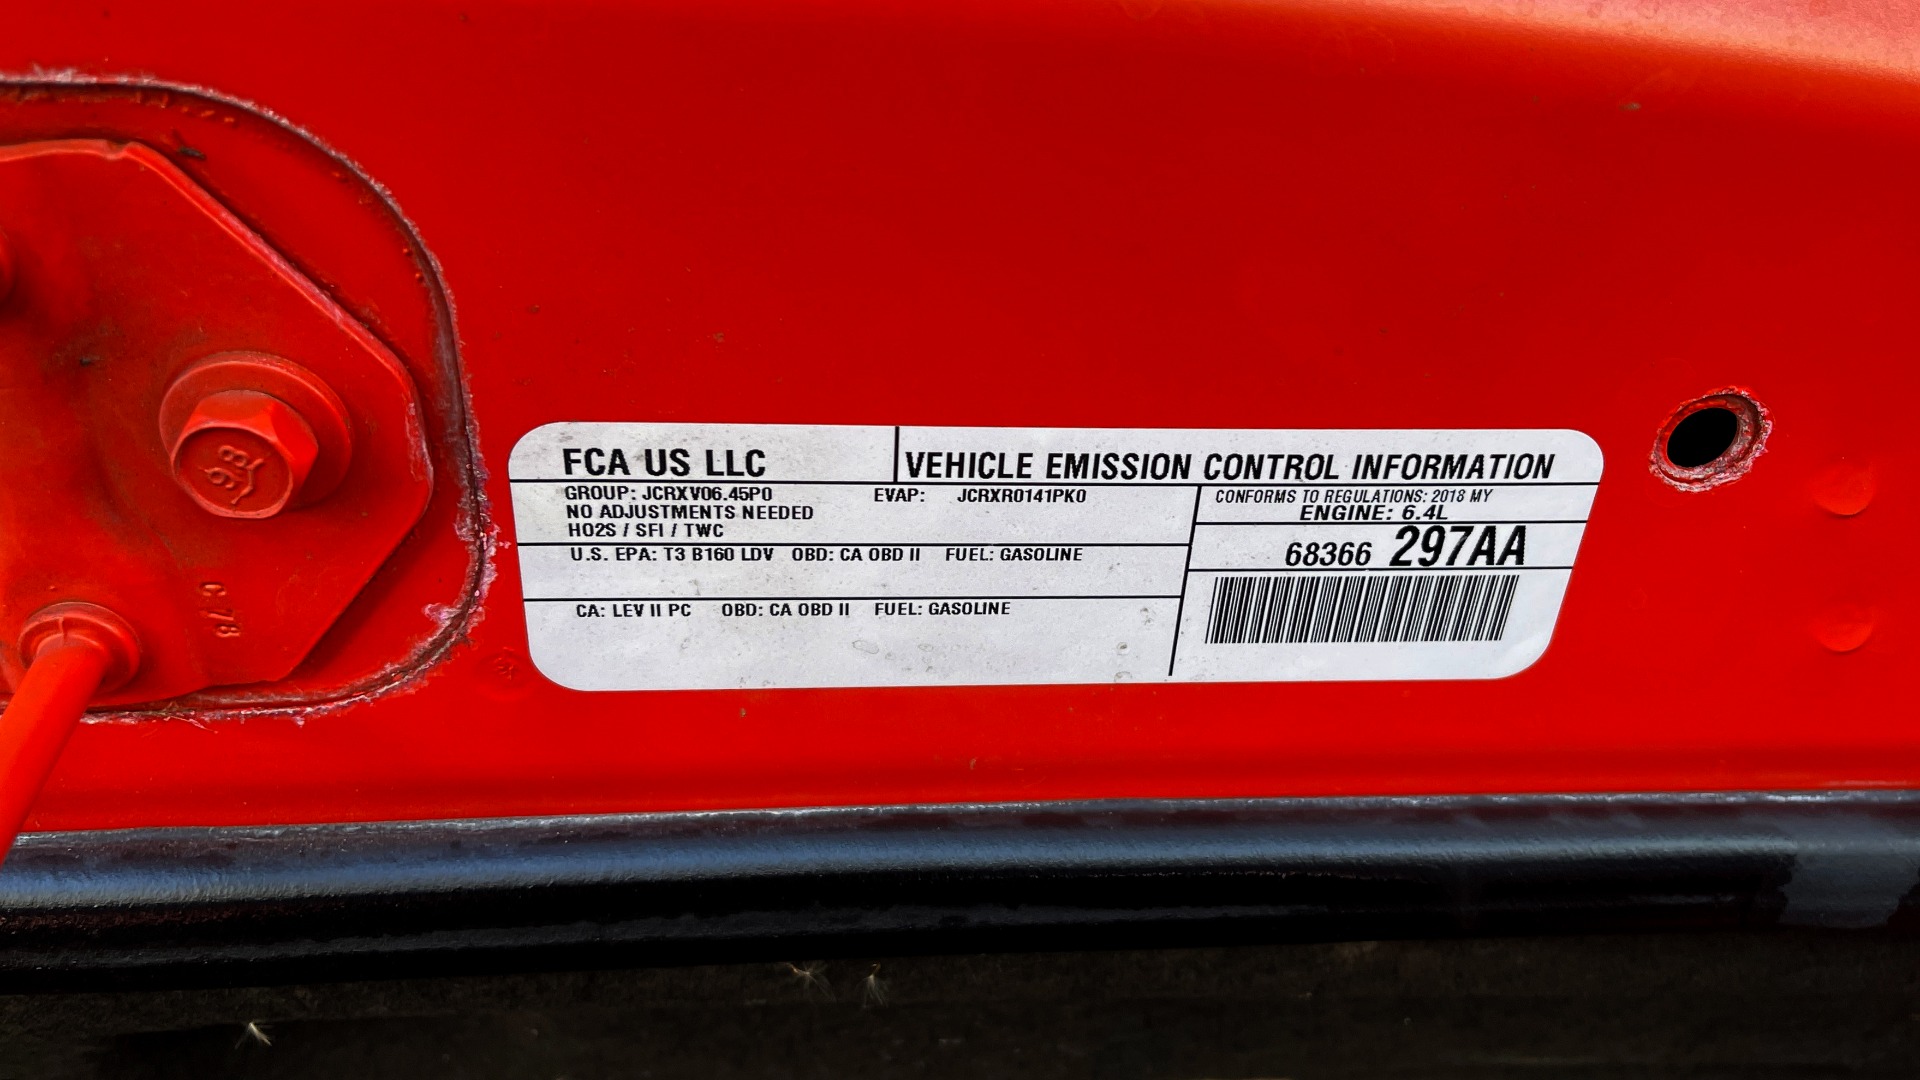 FCA US LLC
VEHICLE EMISSION CONTROL INFORMATION
GROUP: JCRXV06.45P0 EVAP: JCRXR0141PK0
NO ADJUSTMENTS NEEDED
HO2S / SFI / TWC
CONFORMS TO REGULATIONS: 2018 MY
ENGINE: 6.4L
68366 297AA
U.S. EPA: T3 B160 LDV OBD: CA OBD II FUEL: GASOLINE
CA: LEV II PC OBD: CA OBD II FUEL: GASOLINE